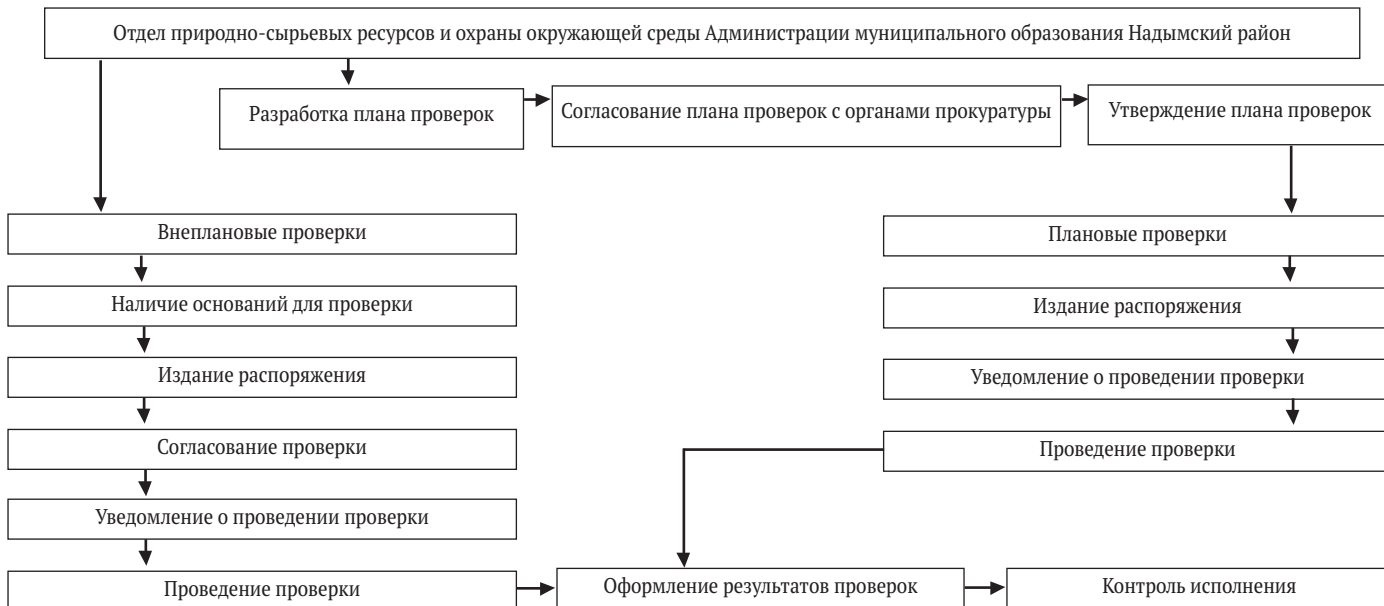 Отдел природно-сырьевых ресурсов и охраны окружающей среды Администрации муниципального образования Надымский район
Разработка плана проверок
Согласование плана проверок с органами прокуратуры
Утверждение плана проверок
Внеплановые проверки
Наличие оснований для проверки
Издание распоряжения
Согласование проверки
Уведомление о проведении проверки
Проведение проверки
Плановые проверки
Издание распоряжения
Уведомление о проведении проверки
Проведение проверки
Оформление результатов проверок
Контроль исполнения